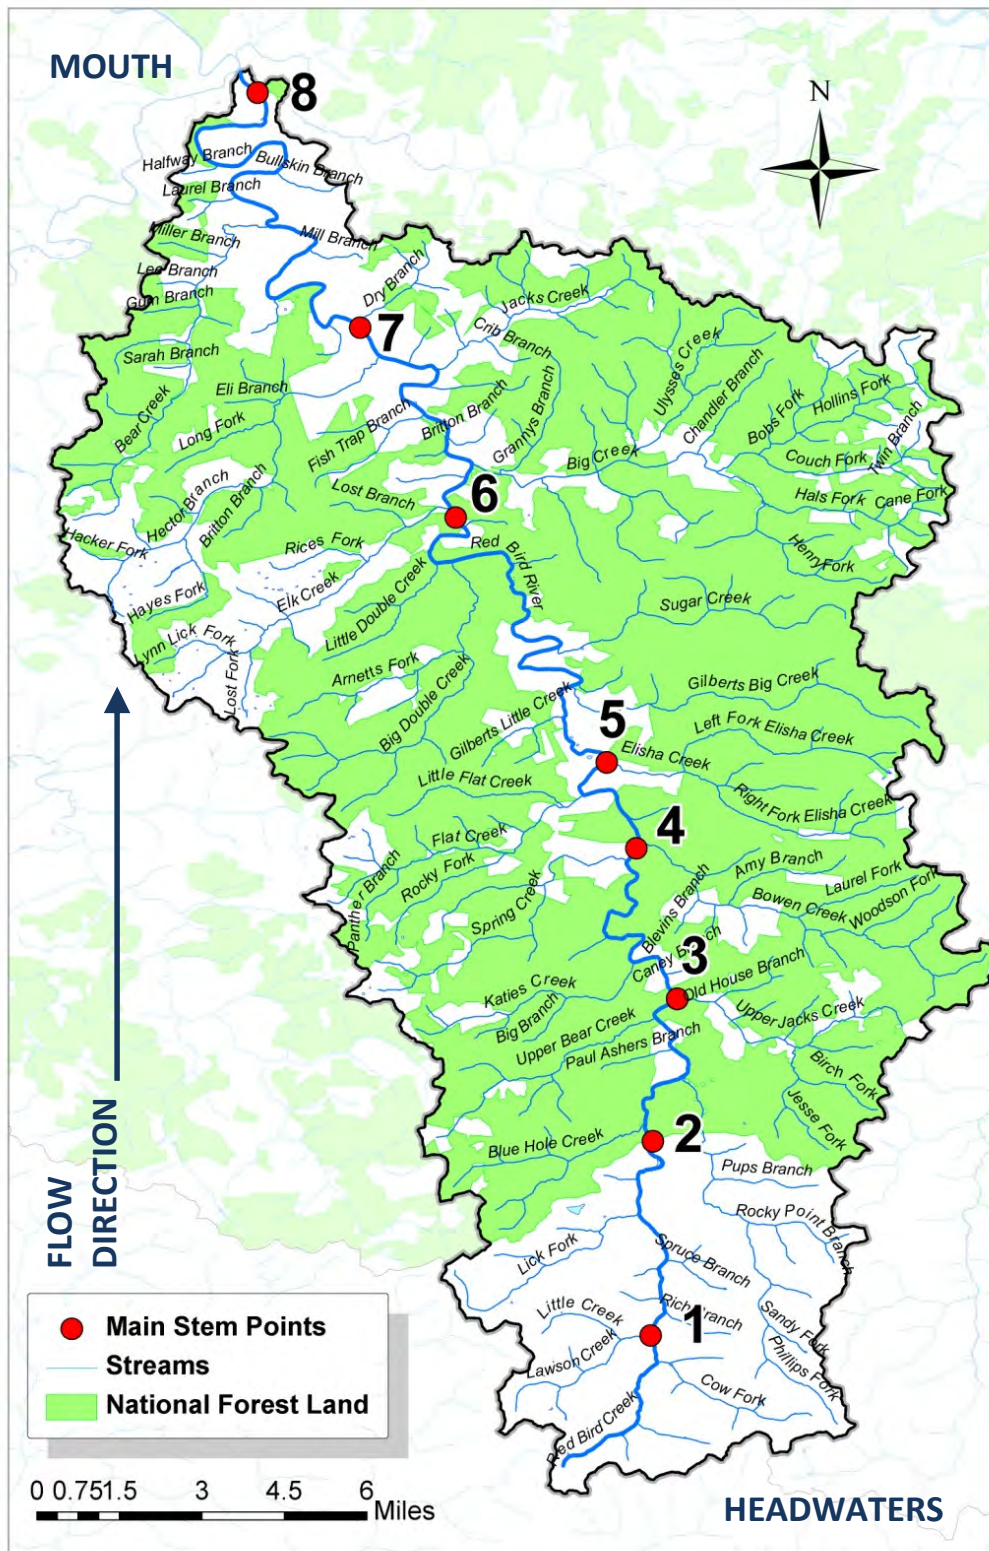 MOUTH
8
N
Halfway Branch
Bullskin Branch
Laurel Branch
Miller Branch
Mill Branch
Lee Branch
Gum Branch
Dry Branch
Jacks Creek
7
Crib Branch
Sarah Branch
Ulysses Creek
Chandler Branch
Eli Branch
Bear Creek
Long Fork
Fish Trap Branch
Britton Branch
Grannys Branch
Bobs Fork
Hollins Fork
Twin Branch
Big Creek
Couch Fork
Hector Branch
Britton Branch
Lost Branch
6
Hals Fork
Cane Fork
Hacker Fork
Rices Fork
Red Bird River
Henry Fork
Hayes Fork
Elk Creek
Little Double Creek
Sugar Creek
Lynn Lick Fork
Lost Fork
Arnetts Fork
Big Double Creek
Gilberts Little Creek
Gilberts Big Creek
5
Left Fork Elisha Creek
Elisha Creek
Little Flat Creek
Right Fork Elisha Creek
4
Flat Creek
Rocky Fork
Panther Branch
Spring Creek
Blevins Branch
Amy Branch
Laurel Fork
Bowen Creek
Woodson Fork
Caney Branch
3
Old House Branch
Katies Creek
Big Branch
Upper Bear Creek
Paul Ashers Branch
Upper Jacks Creek
Birch Fork
Jesse Fork
2
Blue Hole Creek
Pups Branch
Rocky Point Branch
Lick Fork
Spruce Branch
Rich Branch
Sandy Fork
Little Creek
1
Lawson Creek
Phillips Fork
Cow Fork
Red Bird Creek
FLOW
DIRECTION
Main Stem Points
Streams
National Forest Land
0 0.75 1.5 3 4.5 6
Miles
HEADWATERS